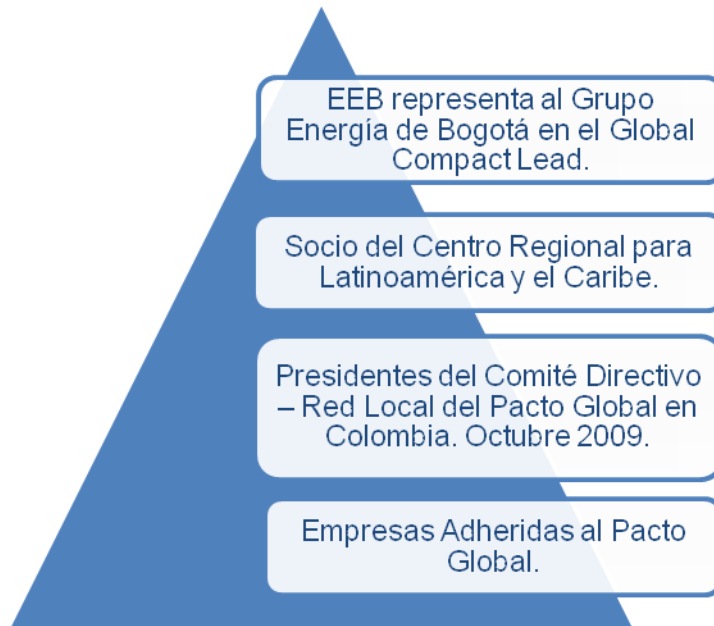 EEB representa al Grupo
Energía de Bogotá en el Global
Compact Lead.
Socio del Centro Regional para
Latinoamérica y el Caribe.
Presidentes del Comité Directivo
– Red Local del Pacto Global en
Colombia. Octubre 2009.
Empresas Adheridas al Pacto
Global.